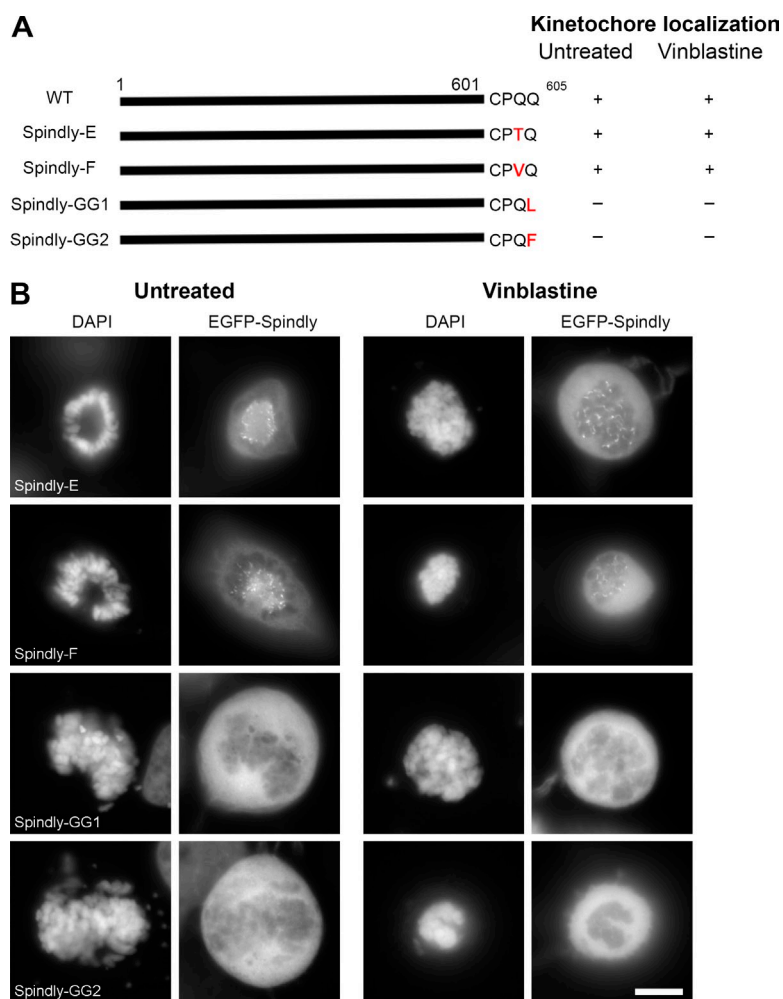 A
Kinetochore localization
Untreated Vinblastine
1 601 605
WT CPQQ + +
Spindly-E CPTQ + +
Spindly-F CPVQ + +
Spindly-GG1 CPQL – –
Spindly-GG2 CPQF – –
B
Untreated Vinblastine
DAPI EGFP-Spindly DAPI EGFP-Spindly
Spindly-E
Spindly-F
Spindly-GG1
Spindly-GG2